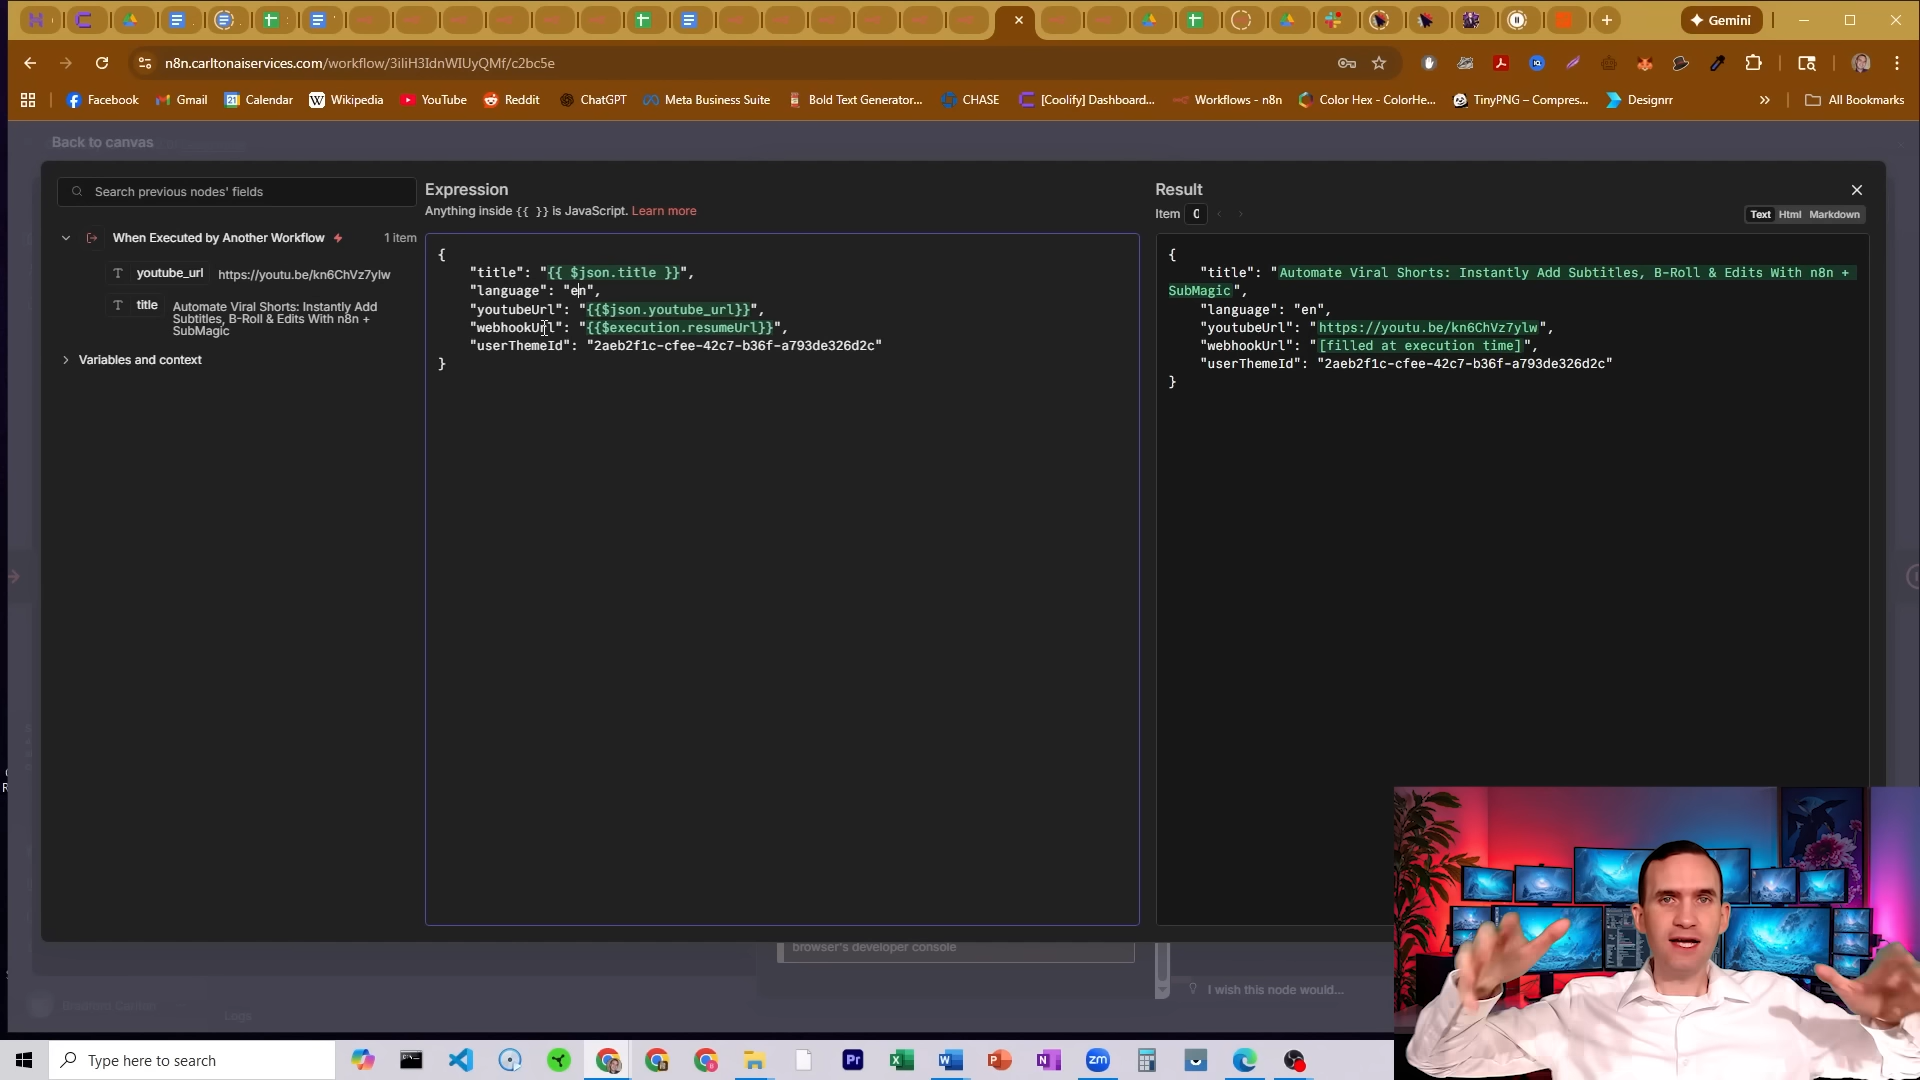 Gemini
n8n.carltonaiservices.com/workflow/3iliH3IdnWIUyQMf/c2bc5e
Facebook
Gmail
Calendar
Wikipedia
YouTube
Reddit
ChatGPT
Meta Business Suite
Bold Text Generator...
CHASE
[Coolify] Dashboard...
Workflows - n8n
Color Hex - ColorHe...
TinyPNG – Compres...
Designrr
All Bookmarks
Back to canvas
Search previous nodes' fields
When Executed by Another Workflow
1 item
youtube_url
https://youtu.be/kn6ChVz7ylw
title
Automate Viral Shorts: Instantly Add
Subtitles, B-Roll & Edits With n8n +
SubMagic
Variables and context
Expression
Anything inside {{ }} is JavaScript. Learn more
{
"title": "{{ $json.title }}",
"language": "en",
"youtubeUrl": "{{$json.youtube_url}}",
"webhookUrl": "{{$execution.resumeUrl}}",
"userThemeId": "2aeb2f1c-cfee-42c7-b36f-a793de326d2c"
}
Result
Item 0
Text Html Markdown
{
"title": "Automate Viral Shorts: Instantly Add Subtitles, B-Roll & Edits With n8n +
SubMagic",
"language": "en",
"youtubeUrl": "https://youtu.be/kn6ChVz7ylw",
"webhookUrl": "[filled at execution time]",
"userThemeId": "2aeb2f1c-cfee-42c7-b36f-a793de326d2c"
}
browser's developer console
I wish this node would...
Logs
Type here to search